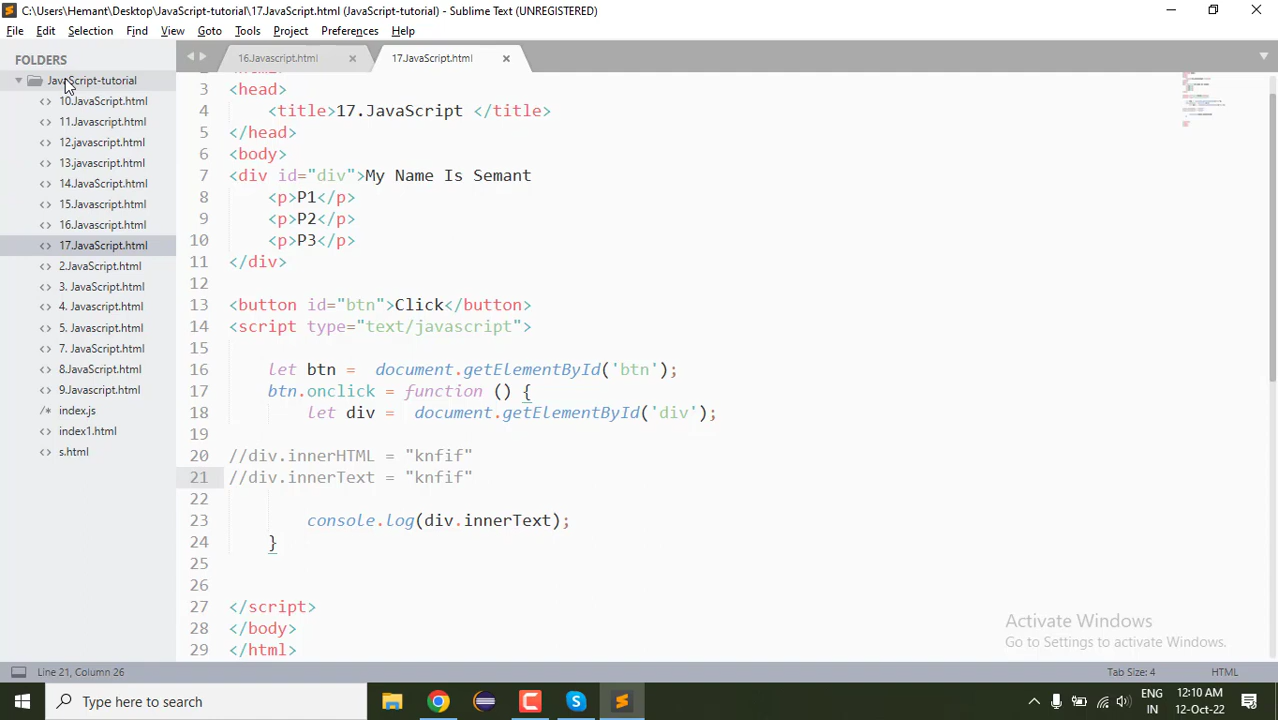 C:\Users\Hemant\Desktop\JavaScript-tutorial\17.JavaScript.html (JavaScript-tutorial) - Sublime Text (UNREGISTERED)
File Edit Selection Find View Goto Tools Project Preferences Help
FOLDERS
JavaScript-tutorial
10.JavaScript.html
11.Javascript.html
12.javascript.html
13.javascript.html
14.JavaScript.html
15.Javascript.html
16.Javascript.html
17.JavaScript.html
2.JavaScript.html
3. JavaScript.html
4. Javascript.html
5. Javascript.html
7. JavaScript.html
8.JavaScript.html
9.Javascript.html
index.js
index1.html
s.html
16.Javascript.html
17.JavaScript.html
3 <head>
4 <title>17.JavaScript </title>
5 </head>
6 <body>
7 <div id="div">My Name Is Semant
8 <p>P1</p>
9 <p>P2</p>
10 <p>P3</p>
11 </div>
12
13 <button id="btn">Click</button>
14 <script type="text/javascript">
15
16 let btn = document.getElementById('btn');
17 btn.onclick = function () {
18 let div = document.getElementById('div');
19
20 //div.innerHTML = "knfif"
21 //div.innerText = "knfif"
22
23 console.log(div.innerText);
24 }
25
26
27 </script>
28 </body>
29 </html>
Activate Windows
Go to Settings to activate Windows.
Line 21, Column 26
Tab Size: 4
HTML
Type here to search
ENG
IN
12:10 AM
12-Oct-22